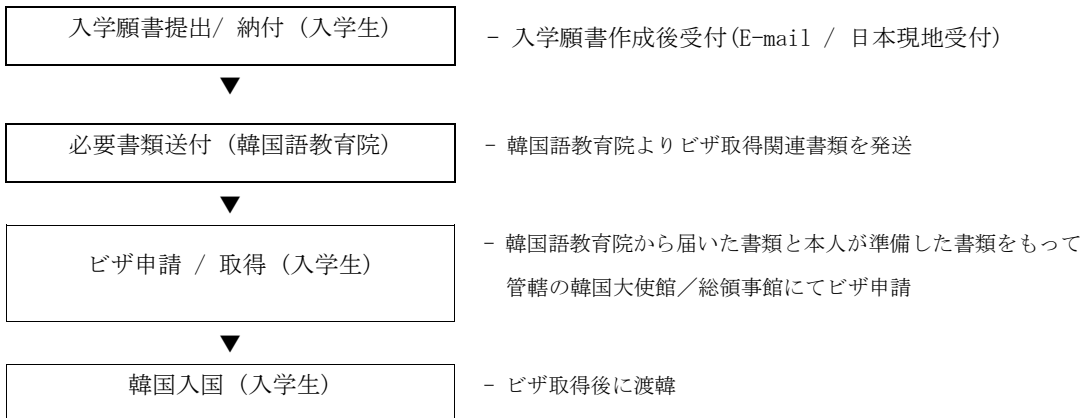 入学願書提出/ 納付 (入学生)
- 入学願書作成後受付(E-mail / 日本現地受付)
▼
必要書類送付 (韓国語教育院)
- 韓国語教育院よりビザ取得関連書類を発送
▼
ビザ申請 / 取得 (入学生)
- 韓国語教育院から届いた書類と本人が準備した書類をもって
管轄の韓国大使館／総領事館にてビザ申請
▼
韓国入国 (入学生)
- ビザ取得後に渡韓